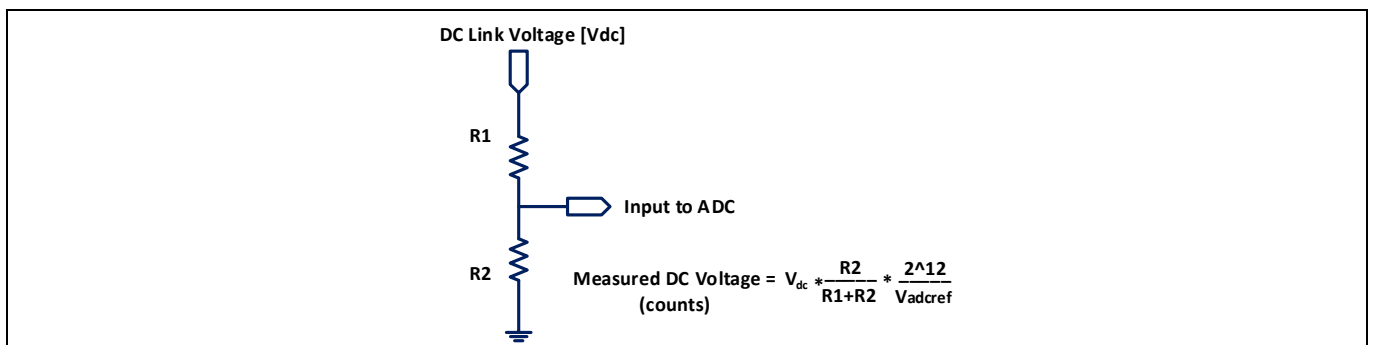 DC Link Voltage [Vdc]
R1
Input to ADC
R2
Measured DC Voltage = Vdc * R2 / R1+R2 * 2^12 / Vadcref
(counts)